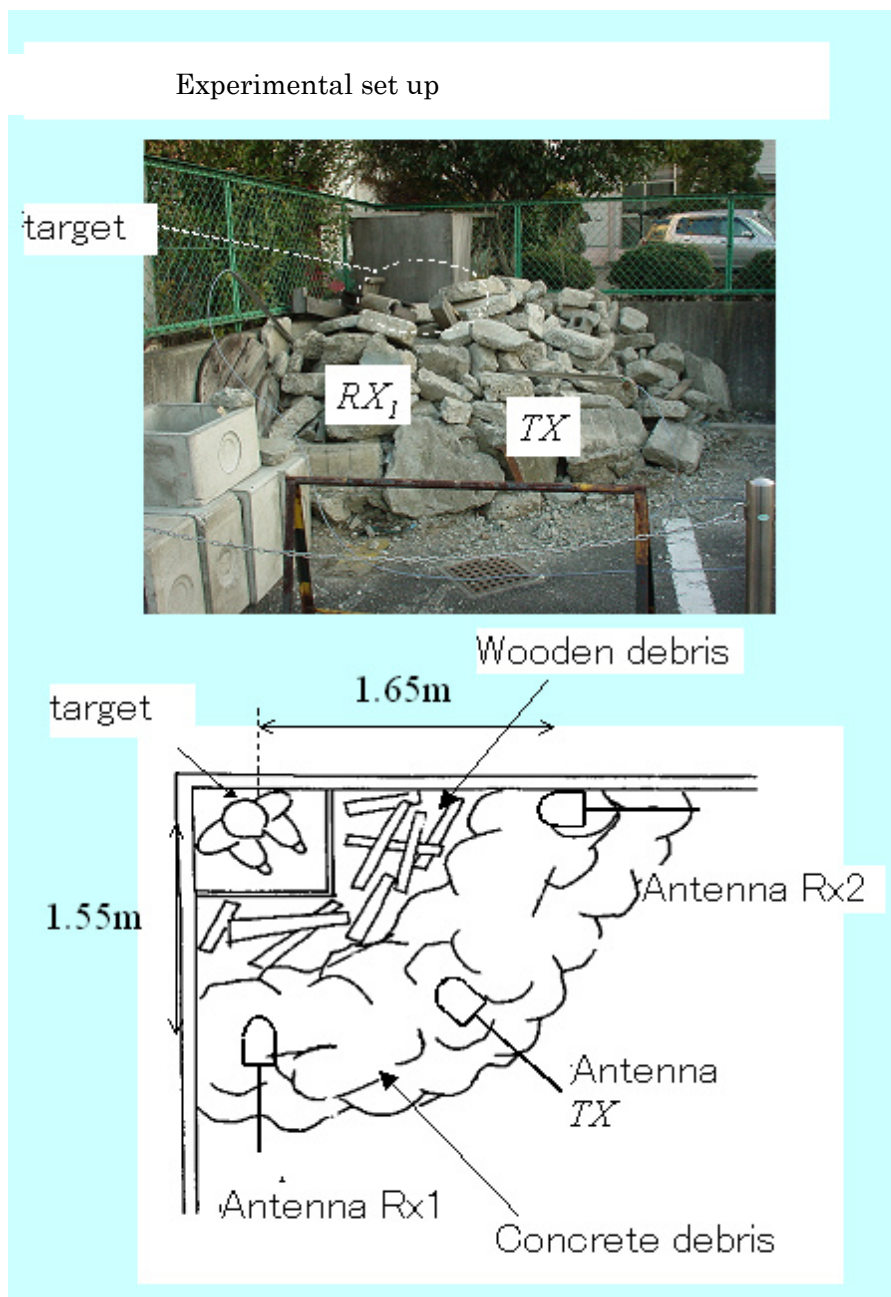 Experimental set up
target
RX₁
TX
Wooden debris
1.65m
target
1.55m
Antenna Rx2
Antenna
TX
Antenna Rx1
Concrete debris